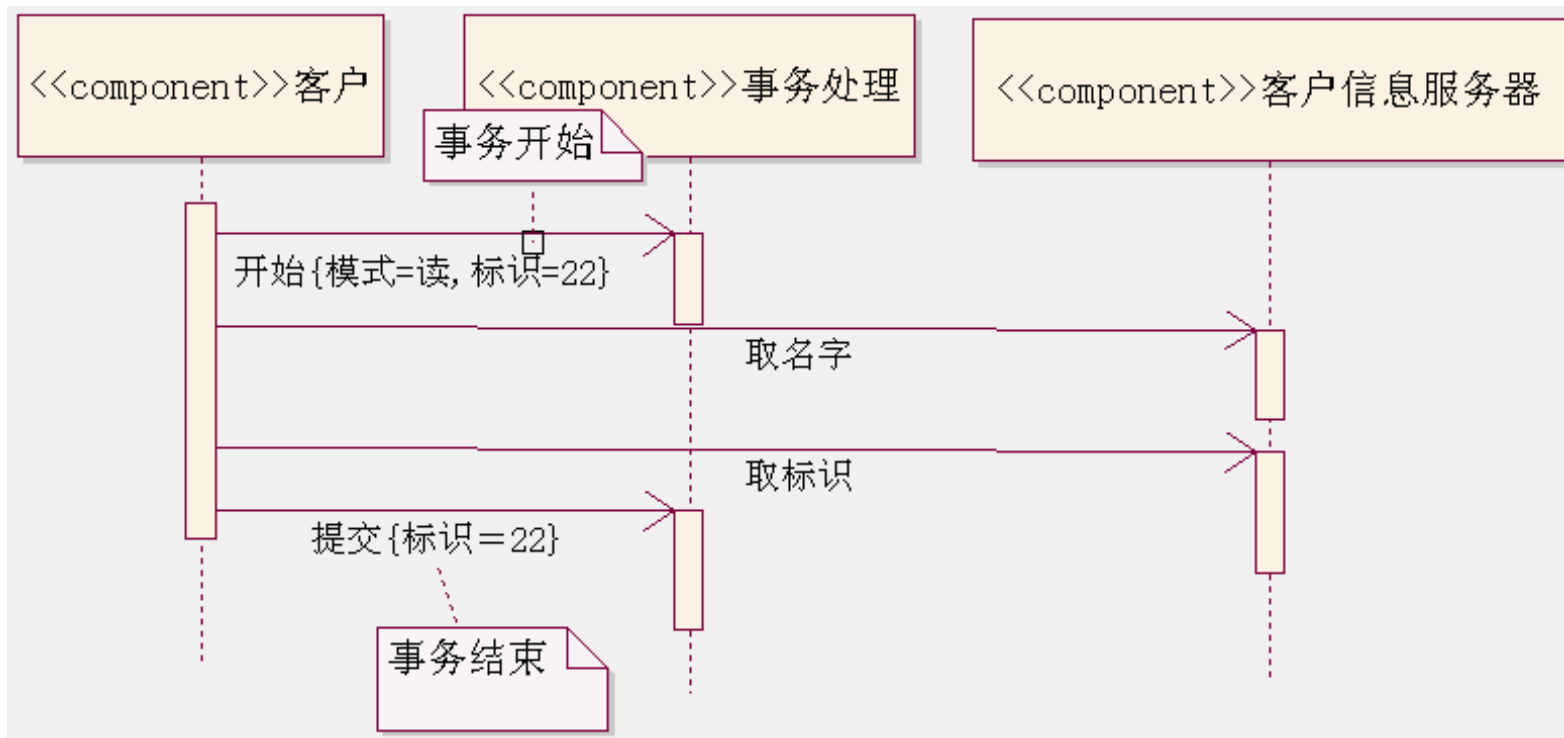 <<component>>客户
<<component>>事务处理
<<component>>客户信息服务器
事务开始
开始{模式=读,标识=22}
取名字
取标识
提交{标识＝22}
事务结束